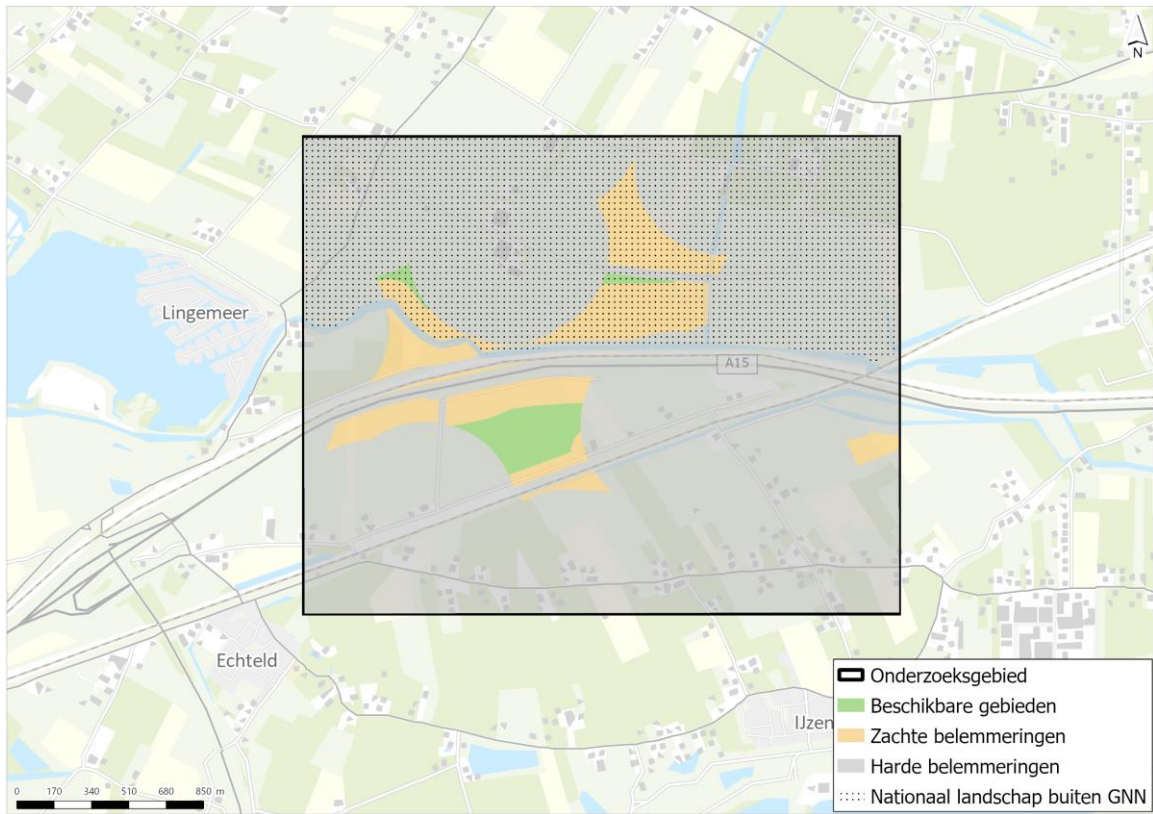 N
Lingemeer
A15
Echteld
IJzen
Onderzoeksgebied
Beschikbare gebieden
Zachte belemmeringen
Harde belemmeringen
Nationaal landschap buiten GNN
0 170 340 510 680 850 m